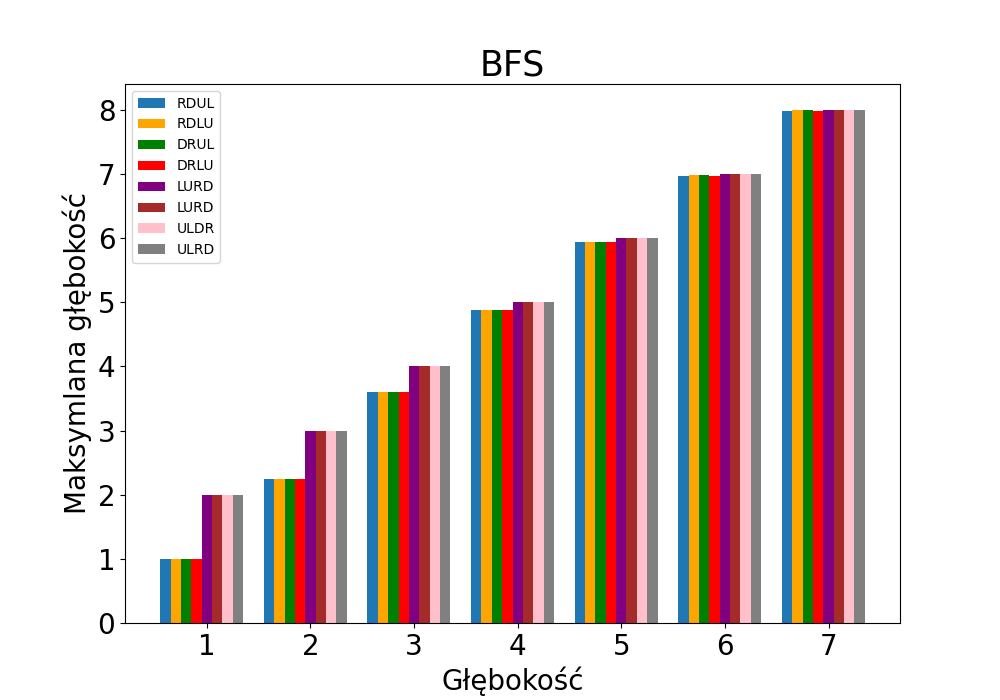 BFS
Maksymlana głębokość
8
7
6
5
4
3
2
1
0
RDUL
RDLU
DRUL
DRLU
LURD
LURD
ULDR
ULRD
1 2 3 4 5 6 7
Głębokość